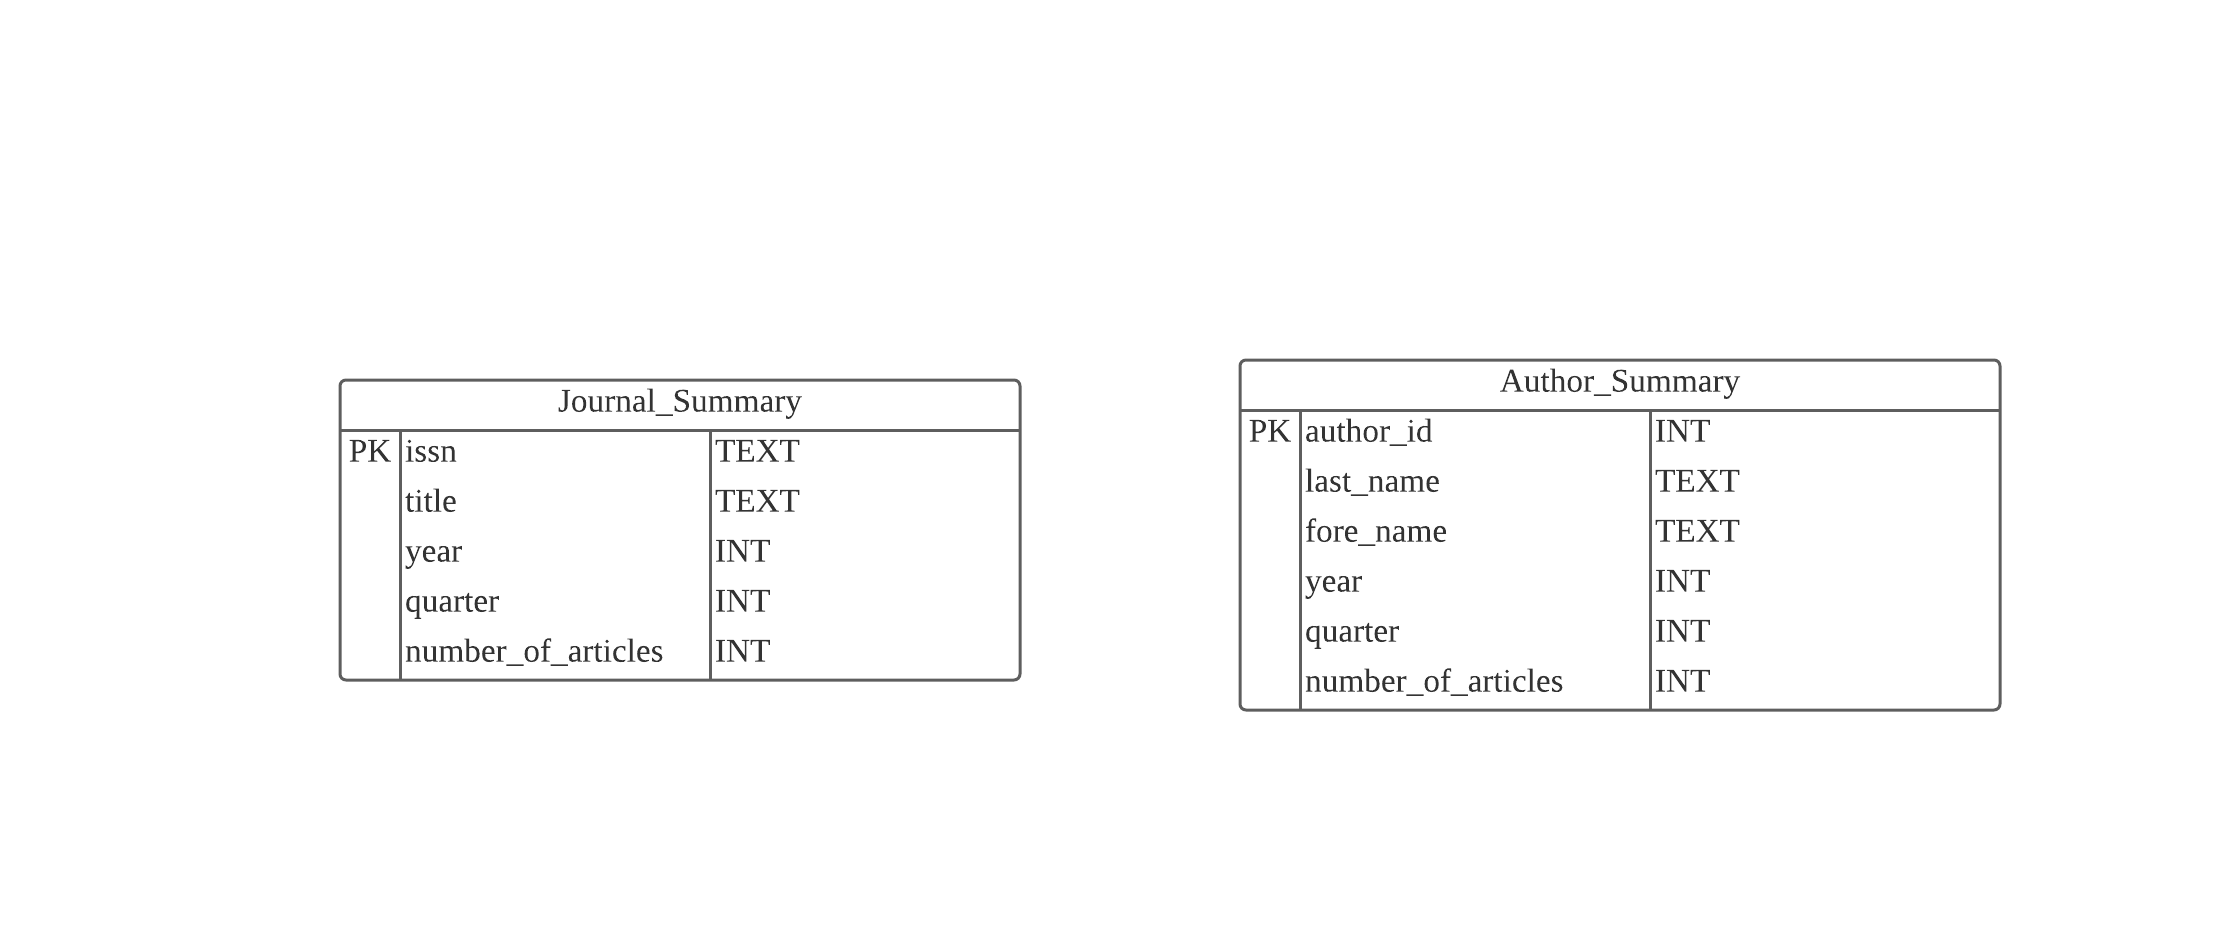 Journal_Summary
PK issn TEXT
title TEXT
year INT
quarter INT
number_of_articles INT
Author_Summary
PK author_id INT
last_name TEXT
fore_name TEXT
year INT
quarter INT
number_of_articles INT